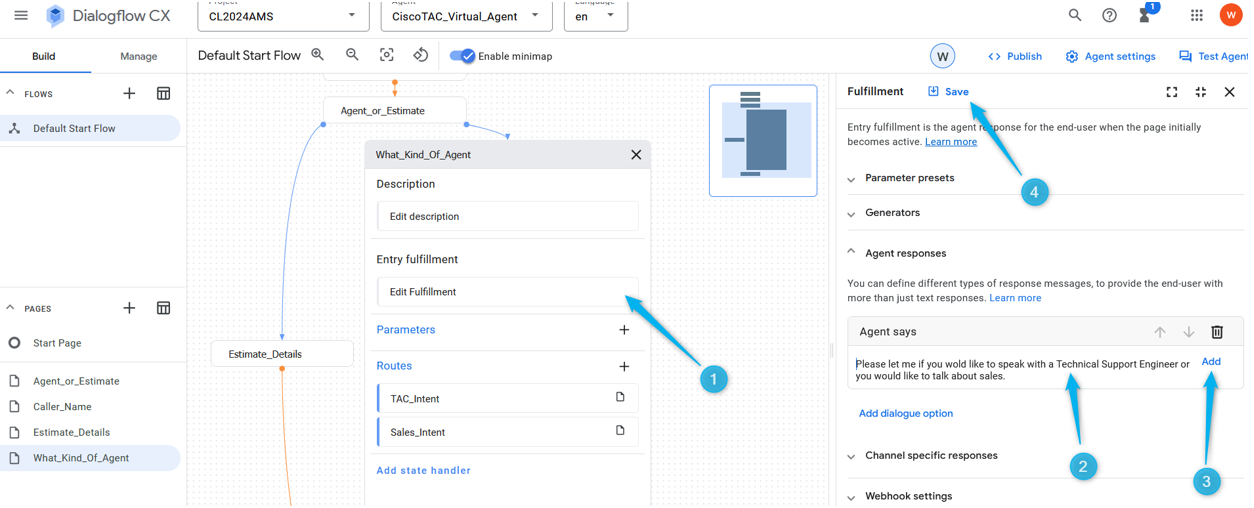 Project
Agent
Language
Dialogflow CX
CL2024AMS
CiscoTAC_Virtual_Agent
en
1
W
Build
Manage
Default Start Flow
Enable minimap
W
Publish
Agent settings
Test Agent
FLOWS
Default Start Flow
PAGES
Start Page
Agent_or_Estimate
Caller_Name
Estimate_Details
What_Kind_Of_Agent
Agent_or_Estimate
Estimate_Details
What_Kind_Of_Agent
Description
Edit description
Entry fulfillment
Edit Fulfillment
Parameters
Routes
TAC_Intent
Sales_Intent
Add state handler
1
Fulfillment
Save
4
Entry fulfillment is the agent response for the end-user when the page initially
becomes active. Learn more
Parameter presets
Generators
Agent responses
You can define different types of response messages, to provide the end-user with
more than just text responses. Learn more
Agent says
Please let me if you wold like to speak with a Technical Support Engineer or
you would like to talk about sales.
Add
Add dialogue option
2
3
Channel specific responses
Webhook settings